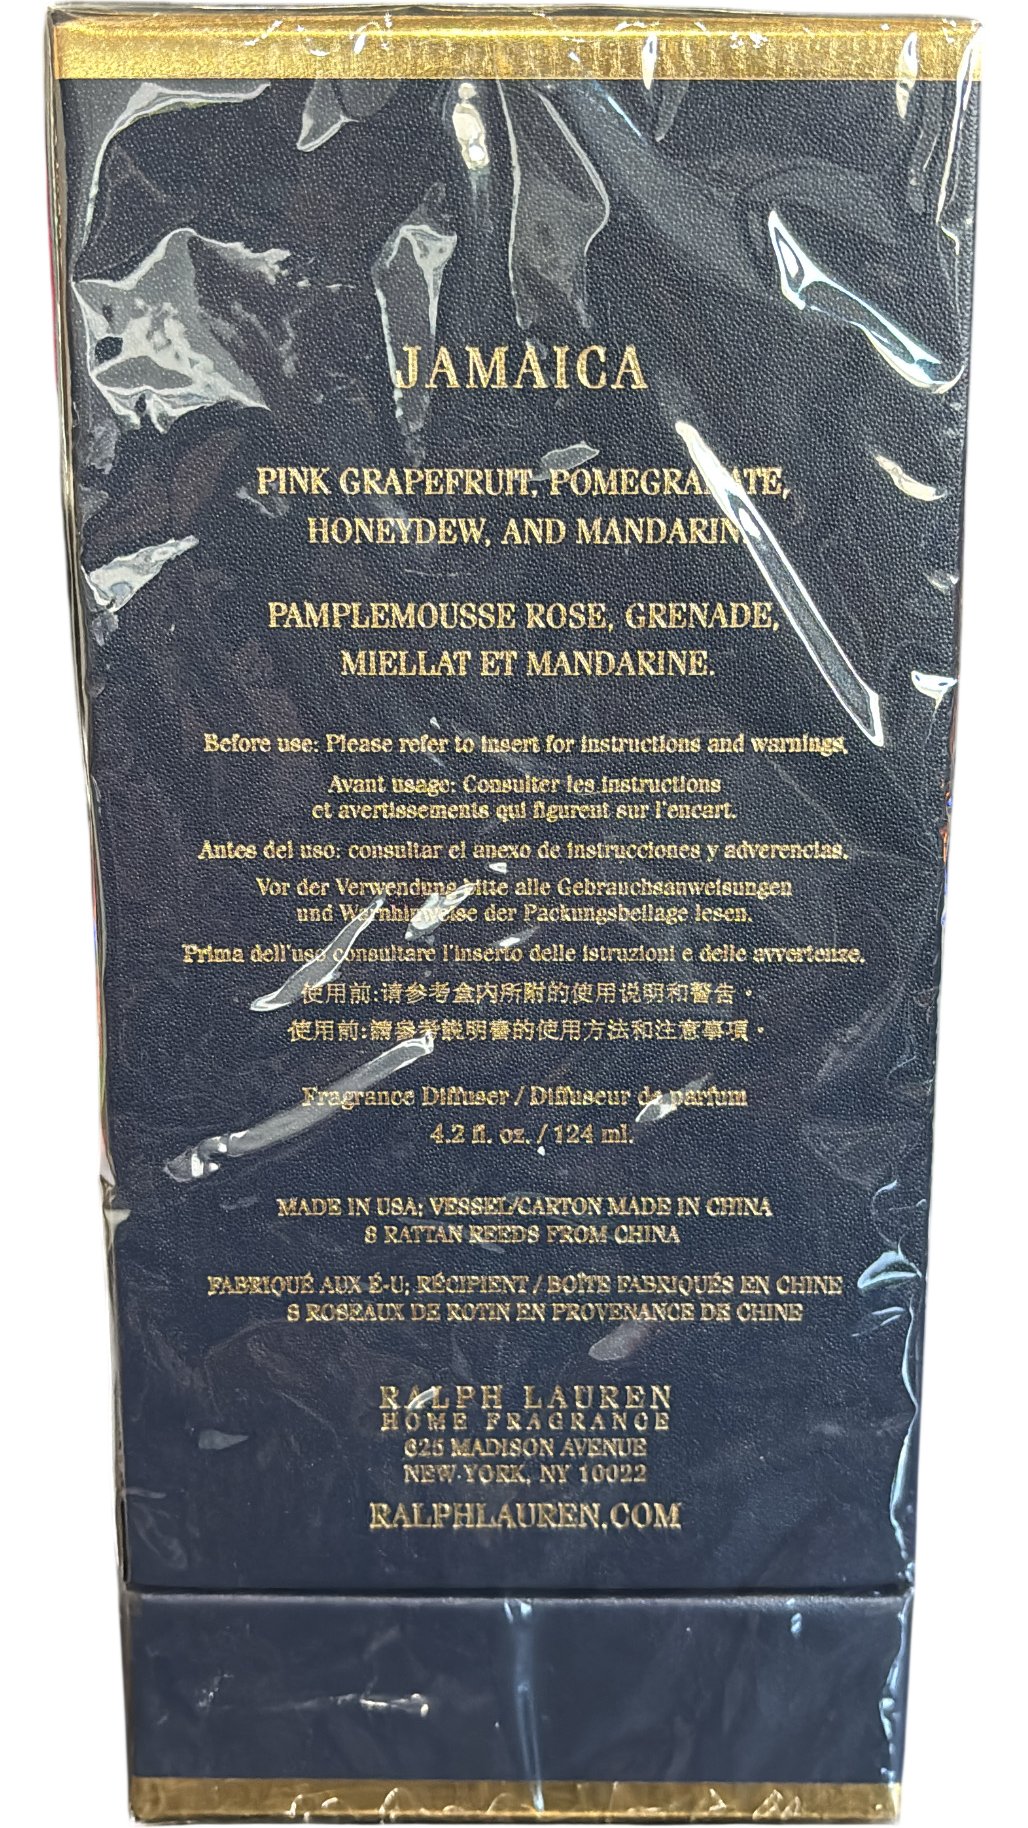 JAMAICA
PINK GRAPEFRUIT, POMEGRANATE,
HONEYDEW, AND MANDARIN.
PAMPLEMOUSSE ROSE, GRENADE,
MIELLAT ET MANDARINE.
Before use: Please refer to insert for instructions and warnings.
Avant usage: Consulter les instructions
et avertissements qui figurent sur l'encart.
Antes del uso: consultar el anexo de instrucciones y adverencias.
Vor der Verwendung bitte alle Gebrauchsanweisungen
und Warnhinweise der Packungsbeilage lesen.
Prima dell'uso consultare l'inserto delle istruzioni e delle avvertenze.
使用前:请参考盒内所附的使用说明和警告。
使用前:請參考說明書的使用方法和注意事項。
Fragrance Diffuser / Diffuseur de parfum
4.2 fl. oz. / 124 ml.
MADE IN USA; VESSEL/CARTON MADE IN CHINA
8 RATTAN REEDS FROM CHINA
FABRIQUÉ AUX É-U; RÉCIPIENT / BOÎTE FABRIQUÉS EN CHINE
8 ROSEAUX DE ROTIN EN PROVENANCE DE CHINE
RALPH LAUREN
HOME FRAGRANCE
625 MADISON AVENUE
NEW YORK, NY 10022
RALPHLAUREN.COM